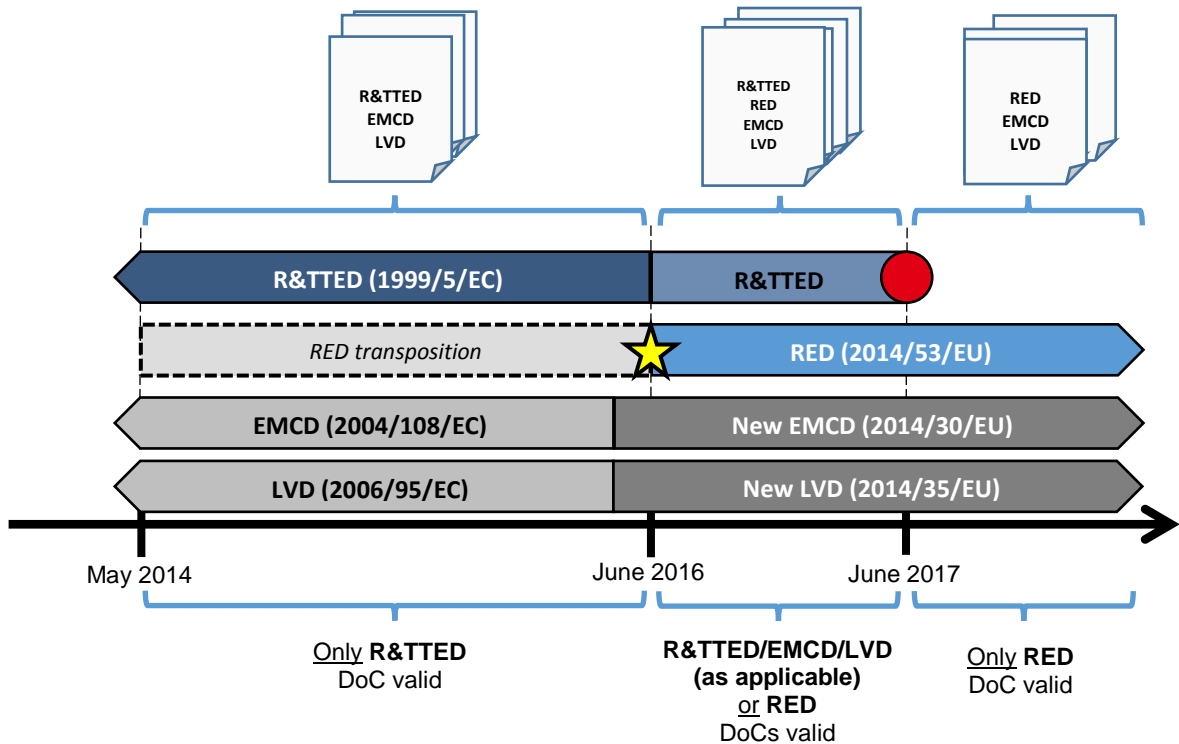 R&TTED
EMCD
LVD
R&TTED
RED
EMCD
LVD
RED
EMCD
LVD
R&TTED (1999/5/EC)
R&TTED
RED transposition
RED (2014/53/EU)
EMCD (2004/108/EC)
New EMCD (2014/30/EU)
LVD (2006/95/EC)
New LVD (2014/35/EU)
May 2014
June 2016
June 2017
Only R&TTED
DoC valid
R&TTED/EMCD/LVD
(as applicable)
or RED
DoCs valid
Only RED
DoC valid